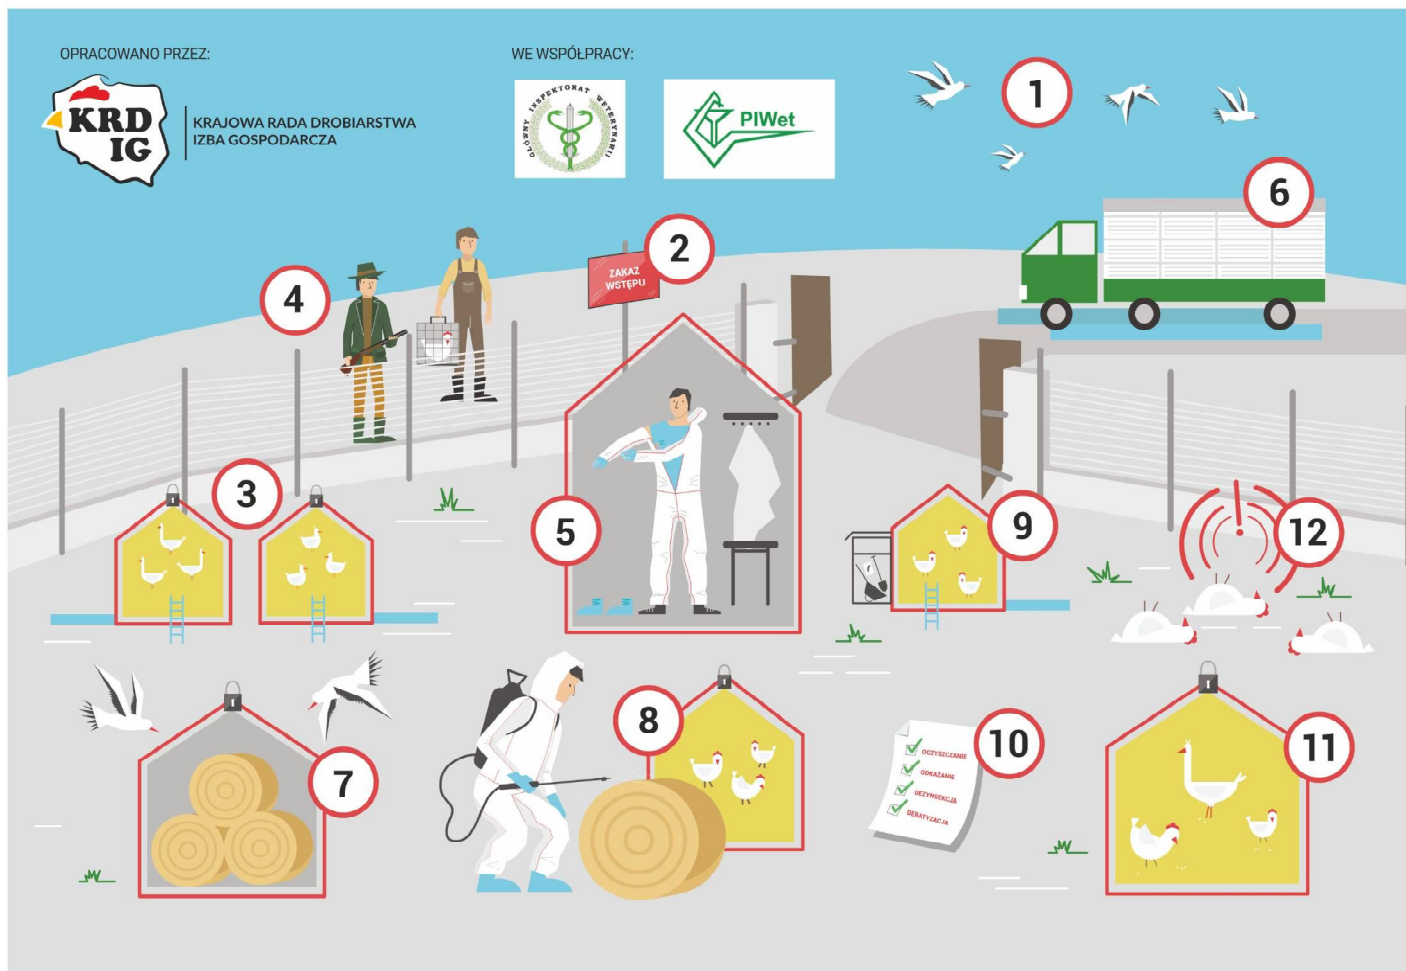 OPRACOWANO PRZEZ:
WE WSPÓŁPRACY:
KRD
IG
KRAJOWA RADA DROBIARSTWA
IZBA GOSPODARCZA
GŁÓWNY INSPEKTORAT WETERYNARII
PIWet
1
6
2
ZAKAZ
WSTĘPU
4
3
5
9
12
7
8
10
OCZYSZCZANIE
ODKAŻANIE
DEZYNSEKCJA
DERATYZACJA
11